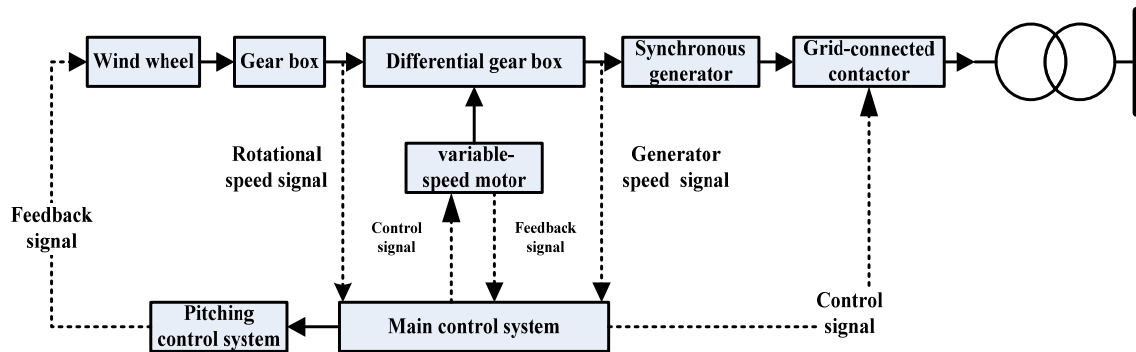 Wind wheel
Gear box
Differential gear box
Synchronous
generator
Grid-connected
contactor
Rotational
speed signal
variable-
speed motor
Generator
speed signal
Feedback
signal
Control
signal
Feedback
signal
Pitching
control system
Main control system
Control
signal